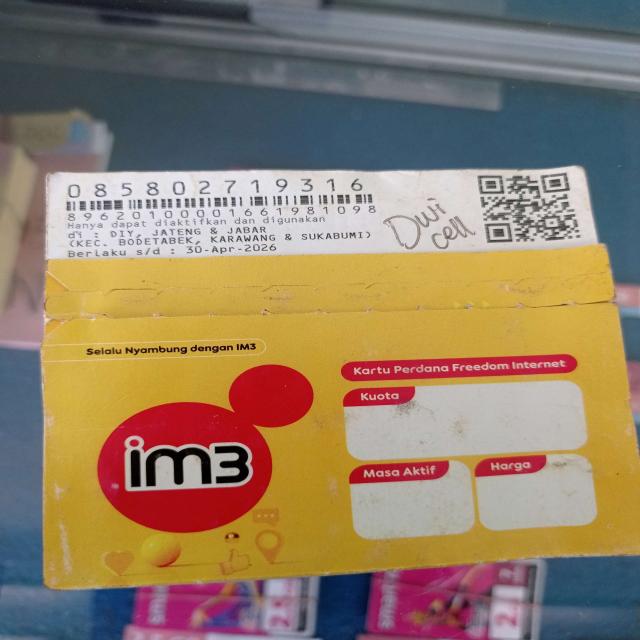 085802719316
8962010000166198109 8
Hanya dapat diaktifkan dan digunakan
di : DIY, JATENG & JABAR
(KEC. BODETABEK, KARAWANG & SUKABUMI)
Berlaku s/d : 30-Apr-2026
Dwi
cell
Selalu Nyambung dengan IM3
im3
Kartu Perdana Freedom Internet
Kuota
Masa Aktif
Harga